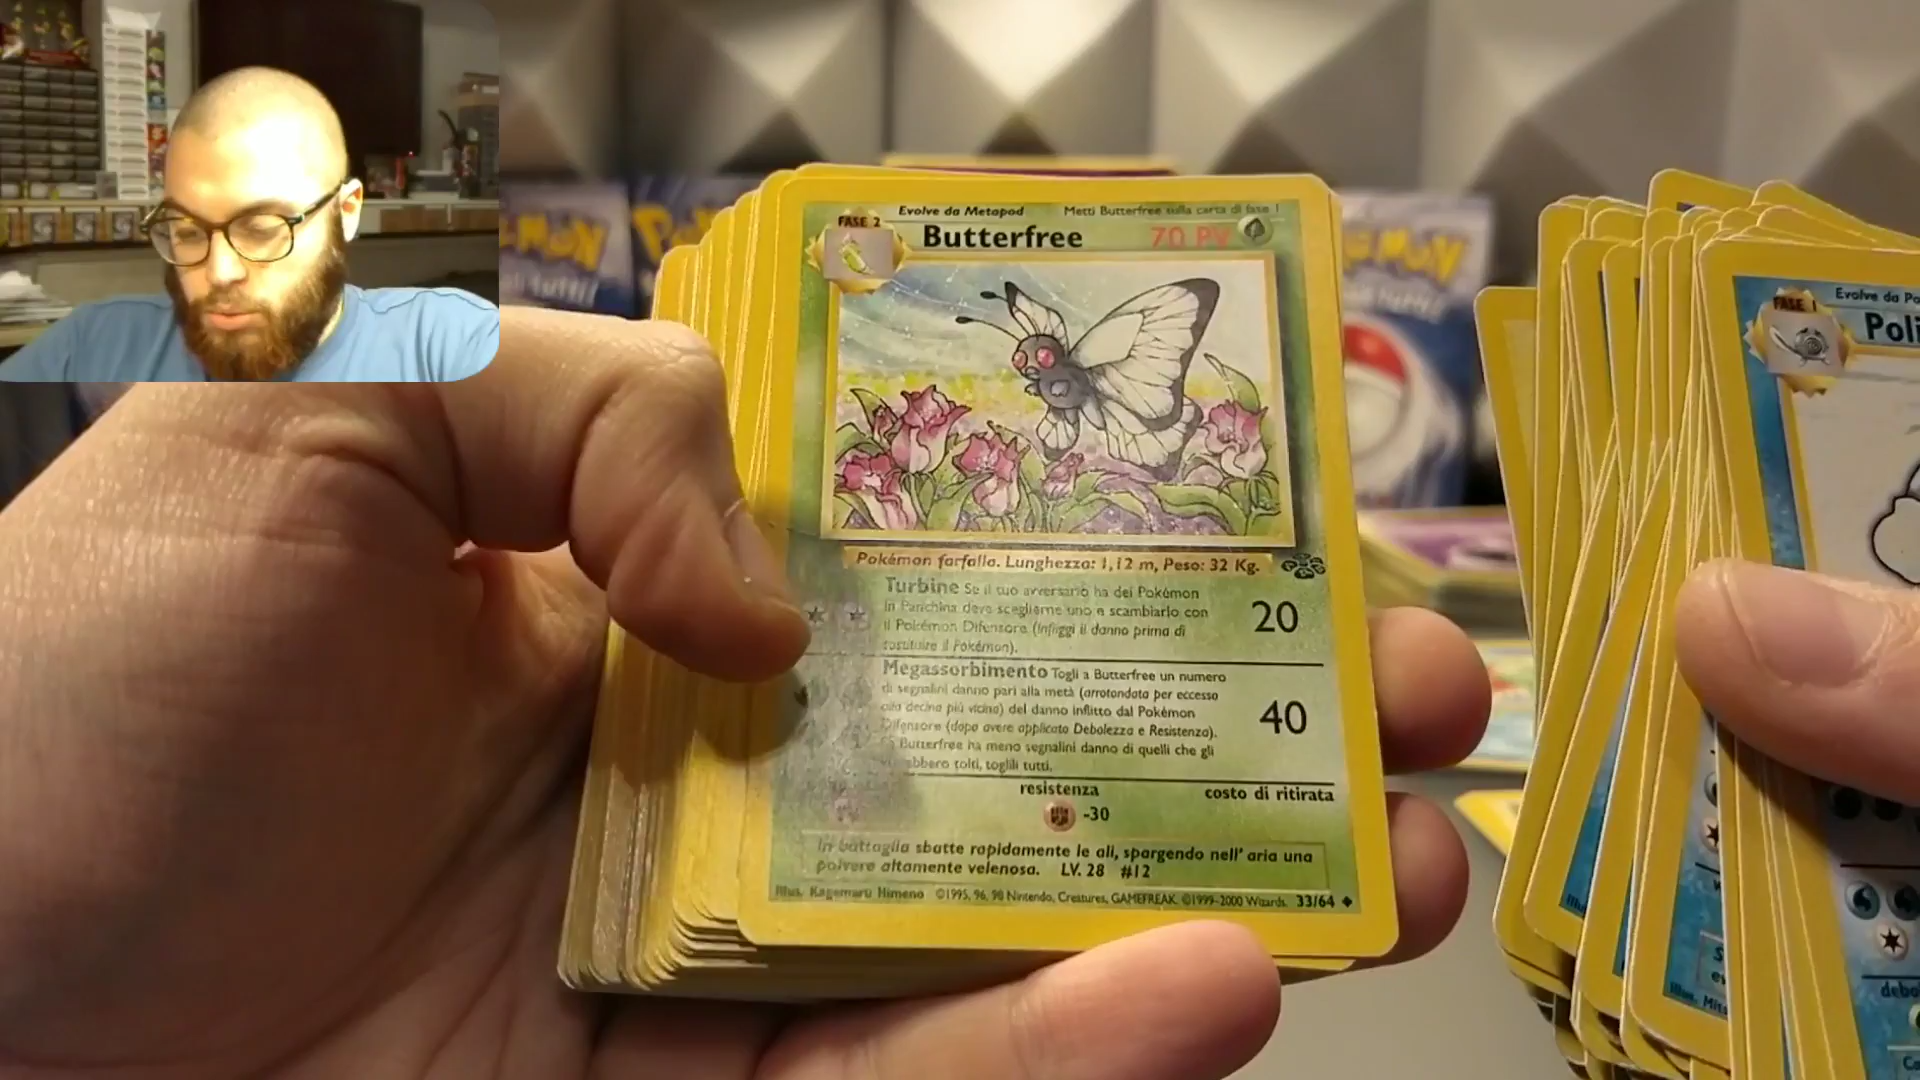 Evolve da Metapod
Metti Butterfree sulla carta di fase 1
FASE 2
Butterfree
70 PV
Pokémon farfalla. Lunghezza: 1,12 m, Peso: 32 Kg.
Turbine Se il tuo avversario ha dei Pokémon
in Panchina deve sceglierne uno e scambiarlo con
il Pokémon Difensore (Infliggi il danno prima di
sostituire il Pokémon).
20
Megassorbimento Togli a Butterfree un numero
di segnalini danno pari alla metà (arrotondata per eccesso
alla decina più vicina) del danno inflitto dal Pokémon
Difensore (dopo avere applicato Debolezza e Resistenza).
Butterfree ha meno segnalini danno di quelli che gli
tolti, toglili tutti.
40
resistenza
costo di ritirata
-30
In battaglia sbatte rapidamente le ali, spargendo nell' aria una
polvere altamente velenosa. LV. 28 #12
Illus. Kagemaru Himeno ©1995, 96, 98 Nintendo, Creatures, GAMEFREAK. ©1999-2000 Wizards. 33/64
FASE 1
Evolve da Po
Poli
debo
Illus. Mits